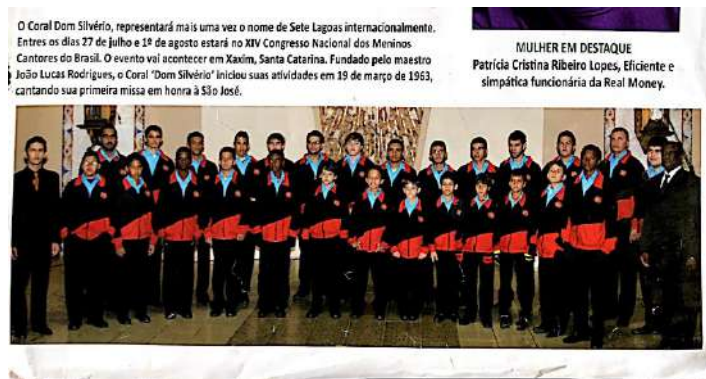 O Coral Dom Silvério, representará mais uma vez o nome de Sete Lagoas internacionalmente.
Entres os dias 27 de julho e 1º de agosto estará no XIV Congresso Nacional dos Meninos
Cantores do Brasil. O evento vai acontecer em Xaxim, Santa Catarina. Fundado pelo maestro
João Lucas Rodrigues, o Coral ‘Dom Silvério’ iniciou suas atividades em 19 de março de 1963,
cantando sua primeira missa em honra à São José.
MULHER EM DESTAQUE
Patrícia Cristina Ribeiro Lopes, Eficiente e
simpática funcionária da Real Money.